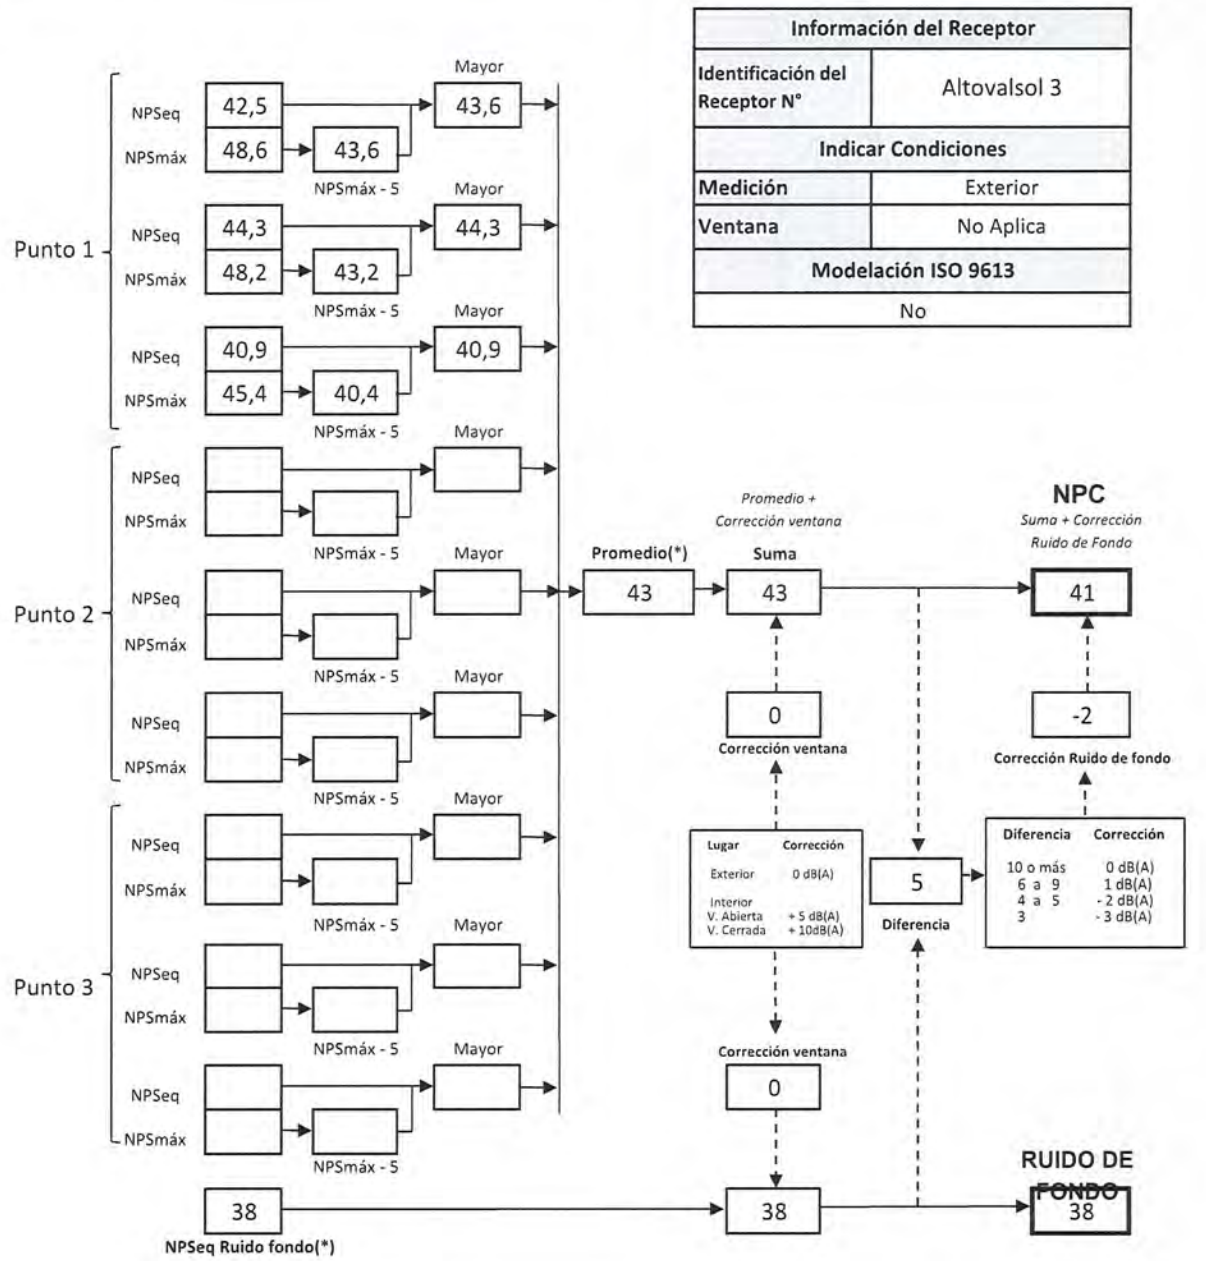 Información del Receptor
Identificación del Receptor N°
Altovalsol 3
Indicar Condiciones
Medición Exterior
Ventana No Aplica
Modelación ISO 9613
No
Punto 1
Mayor
NPSeq 42,5 43,6
NPSmáx 48,6 43,6
NPSmáx - 5
Mayor
NPSeq 44,3 44,3
NPSmáx 48,2 43,2
NPSmáx - 5
Mayor
NPSeq 40,9 40,9
NPSmáx 45,4 40,4
NPSmáx - 5
Punto 2
Mayor
NPSeq
NPSmáx
NPSmáx - 5
Mayor
NPSeq
NPSmáx
NPSmáx - 5
Mayor
NPSeq
NPSmáx
NPSmáx - 5
Punto 3
Mayor
NPSeq
NPSmáx
NPSmáx - 5
Mayor
NPSeq
NPSmáx
NPSmáx - 5
Mayor
NPSeq
NPSmáx
NPSmáx - 5
Promedio(*)
43
Promedio +
Corrección ventana
Suma
43
0
Corrección ventana
Lugar Corrección
Exterior 0 dB(A)
Interior
V. Abierta + 5 dB(A)
V. Cerrada + 10dB(A)
Corrección ventana
0
NPC
Suma + Corrección
Ruido de Fondo
41
-2
Corrección Ruido de fondo
Diferencia Corrección
10 o más 0 dB(A)
6 a 9 1 dB(A)
4 a 5 - 2 dB(A)
3 - 3 dB(A)
5
Diferencia
38
NPSeq Ruido fondo(*)
38
RUIDO DE
FONDO
38